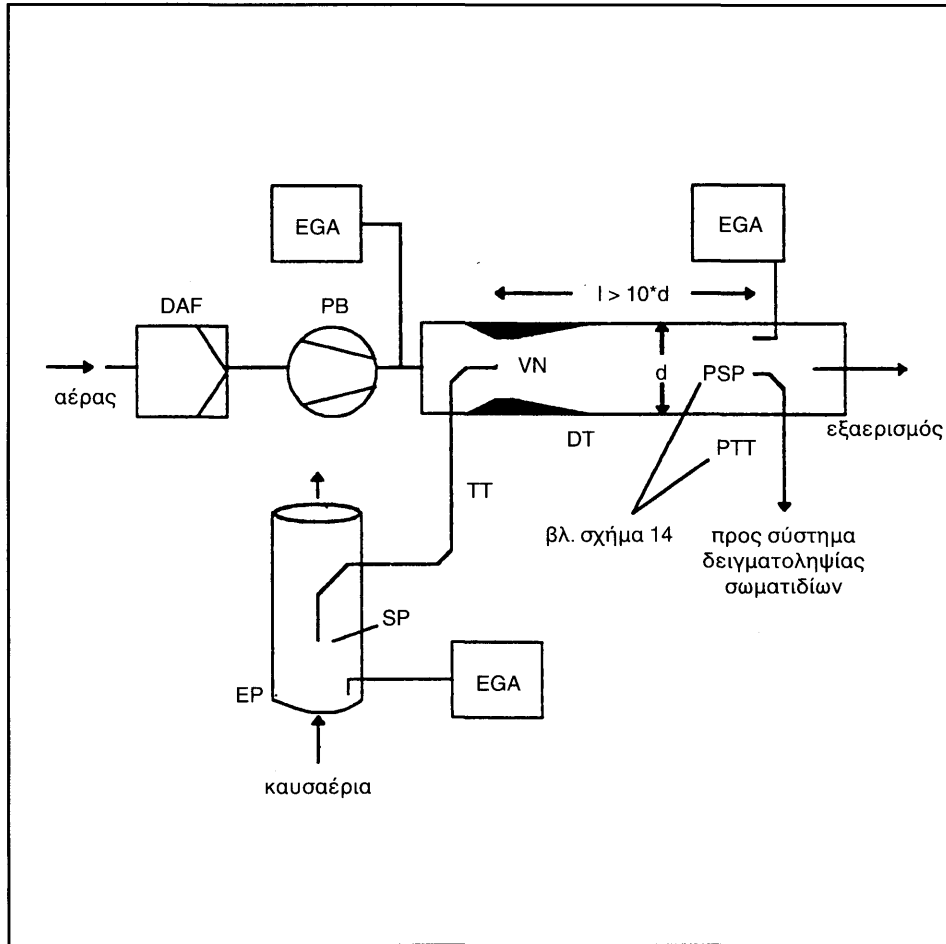 EGA
EGA
l > 10*d
DAF
PB
VN
d
PSP
αέρας
εξαερισμός
DT
PTT
TT
βλ. σχήμα 14
προς σύστημα
δειγματοληψίας
σωματιδίων
SP
EGA
EP
καυσαέρια